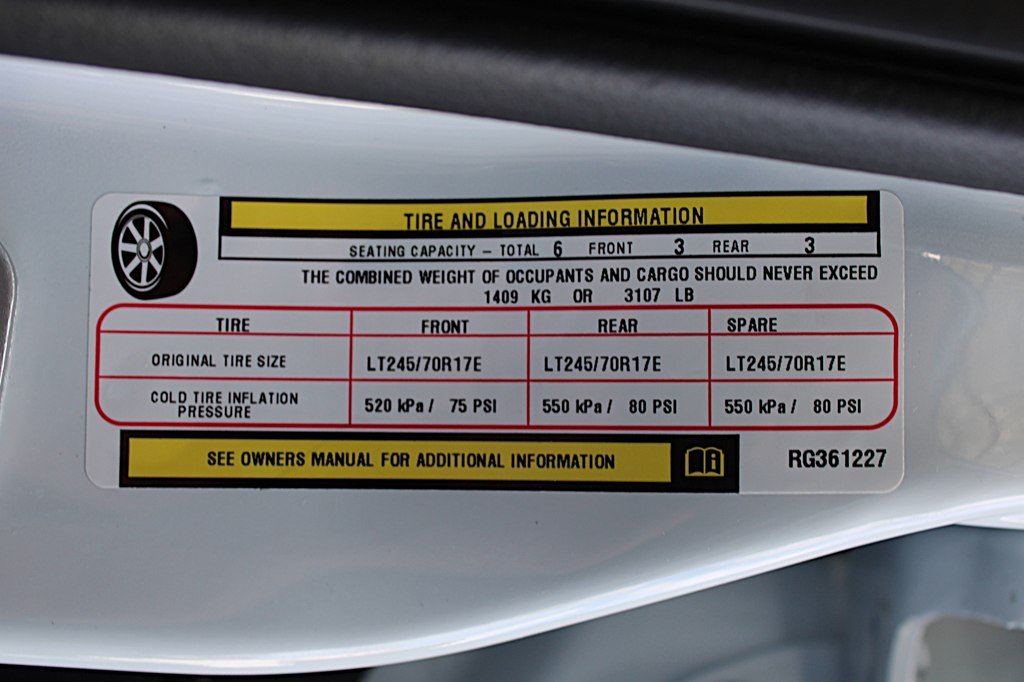 TIRE AND LOADING INFORMATION
SEATING CAPACITY – TOTAL 6 FRONT 3 REAR 3
THE COMBINED WEIGHT OF OCCUPANTS AND CARGO SHOULD NEVER EXCEED
1409 KG OR 3107 LB
TIRE FRONT REAR SPARE
ORIGINAL TIRE SIZE LT245/70R17E LT245/70R17E LT245/70R17E
COLD TIRE INFLATION PRESSURE 520 kPa / 75 PSI 550 kPa / 80 PSI 550 kPa / 80 PSI
SEE OWNERS MANUAL FOR ADDITIONAL INFORMATION
RG361227